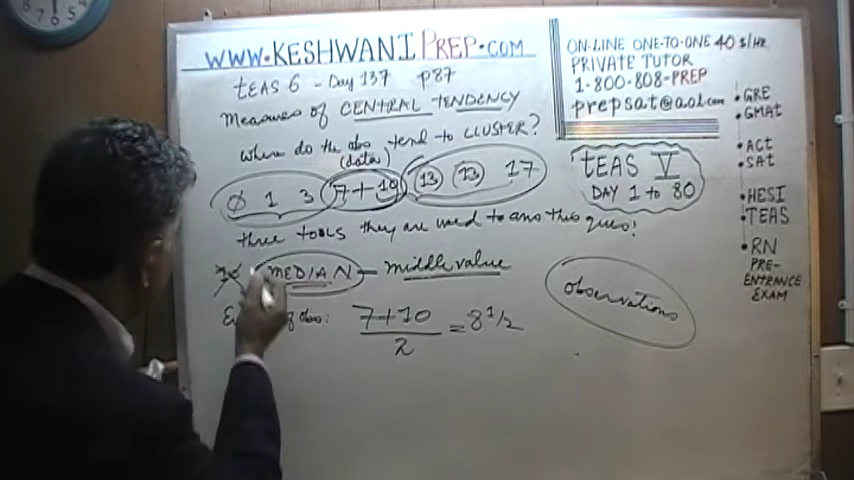 www.KESHWANIPREP.COM
TEAS 6 - Day 137 P87
Measures of CENTRAL TENDENCY
where do the obs tend to CLUSTER?
(data)
0 1 3 7+10 13 13 17
three tools they are used to ans this ques!
MEDIAN - middle value
of obs: 7+10
2
= 8 1/2
observations
ON-LINE ONE-TO-ONE 40 $/HR
PRIVATE TUTOR
1-800-808-PREP
prepsat@aol.com
TEAS V
DAY 1 TO 80
• GRE
• GMAT
• ACT
• SAT
• HESI
• TEAS
• RN
PRE-
ENTRANCE
EXAM